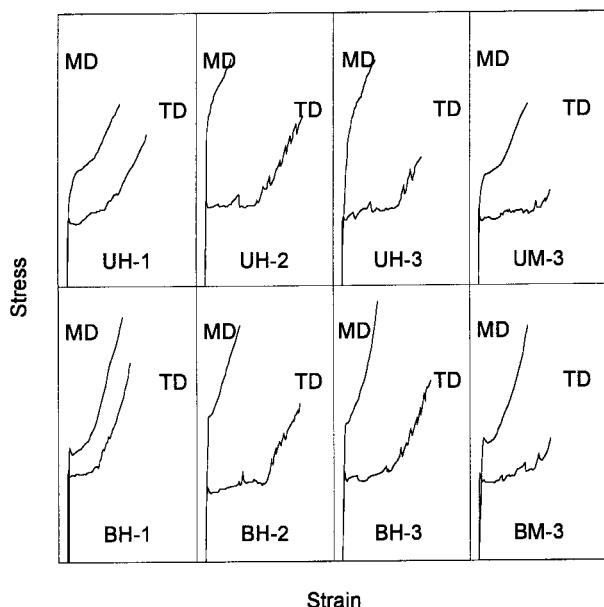 MD MD MD MD
TD TD TD TD
UH-1 UH-2 UH-3 UM-3
Stress
MD MD MD MD
TD TD TD TD
BH-1 BH-2 BH-3 BM-3
Strain